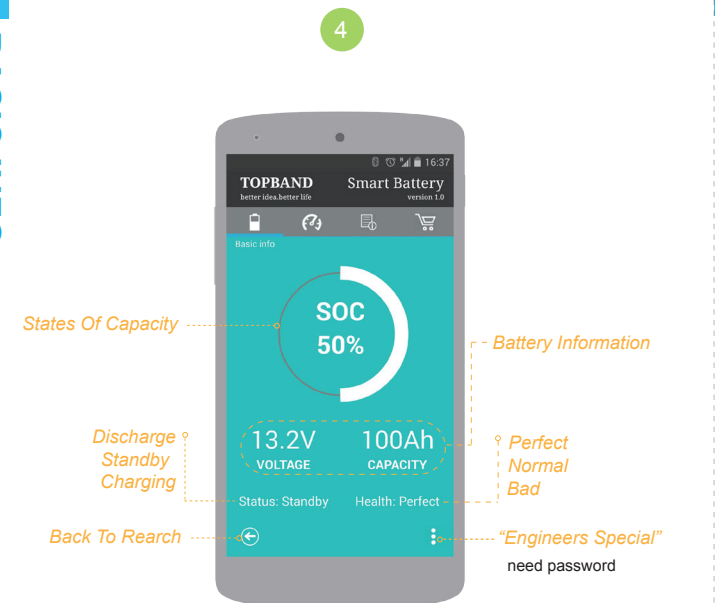 4
16:37
TOPBAND
better idea.better life
Smart Battery
version 1.0
Basic info
SOC
50%
States Of Capacity
Battery Information
13.2V
VOLTAGE
100Ah
CAPACITY
Discharge
Standby
Charging
Perfect
Normal
Bad
Status: Standby
Health: Perfect
Back To Rearch
“Engineers Special”
need password